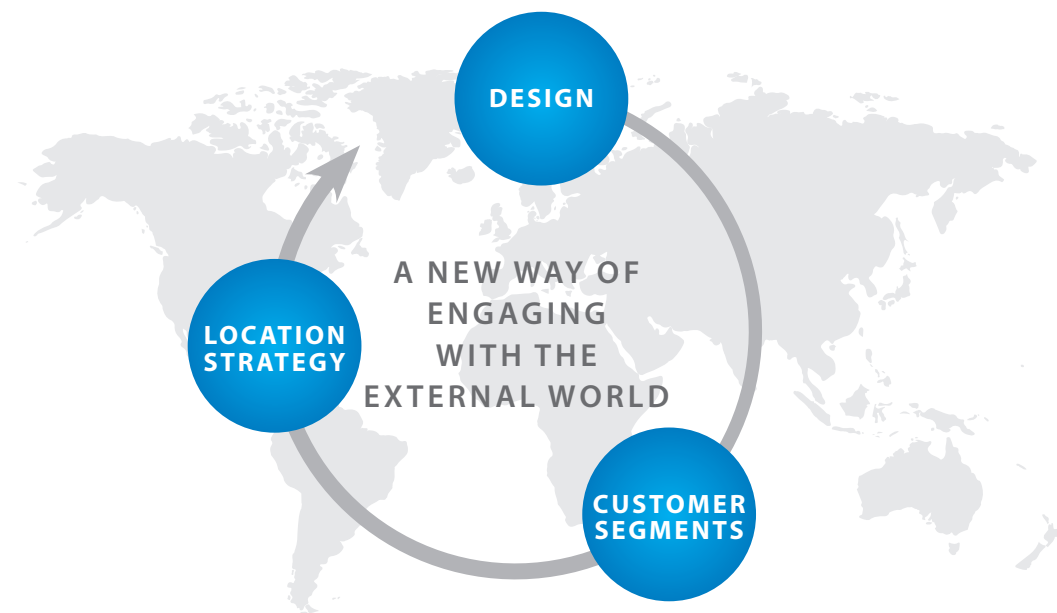 DESIGN
A NEW WAY OF
ENGAGING
WITH THE
EXTERNAL WORLD
LOCATION
STRATEGY
CUSTOMER
SEGMENTS